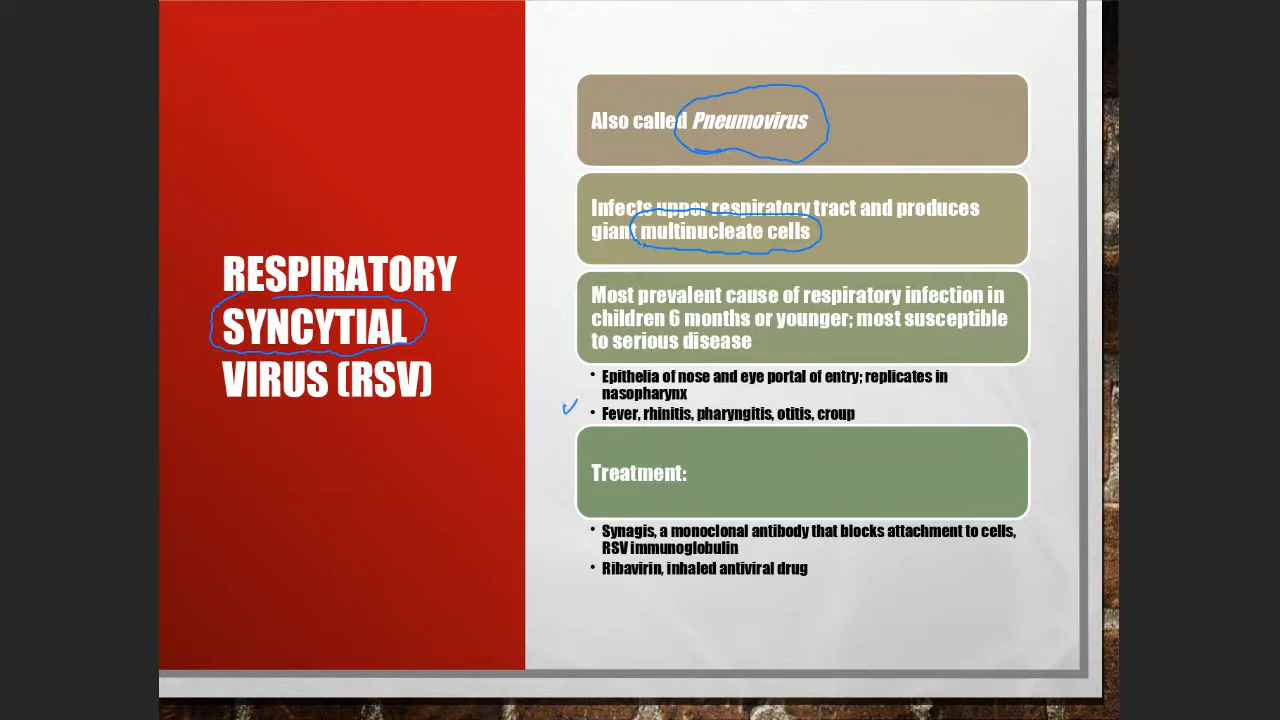 RESPIRATORY
SYNCYTIAL
VIRUS (RSV)
Also called Pneumovirus
Infects upper respiratory tract and produces
giant multinucleate cells
Most prevalent cause of respiratory infection in
children 6 months or younger; most susceptible
to serious disease
• Epithelia of nose and eye portal of entry; replicates in
nasopharynx
• Fever, rhinitis, pharyngitis, otitis, croup
Treatment:
• Synagis, a monoclonal antibody that blocks attachment to cells,
RSV immunoglobulin
• Ribavirin, inhaled antiviral drug